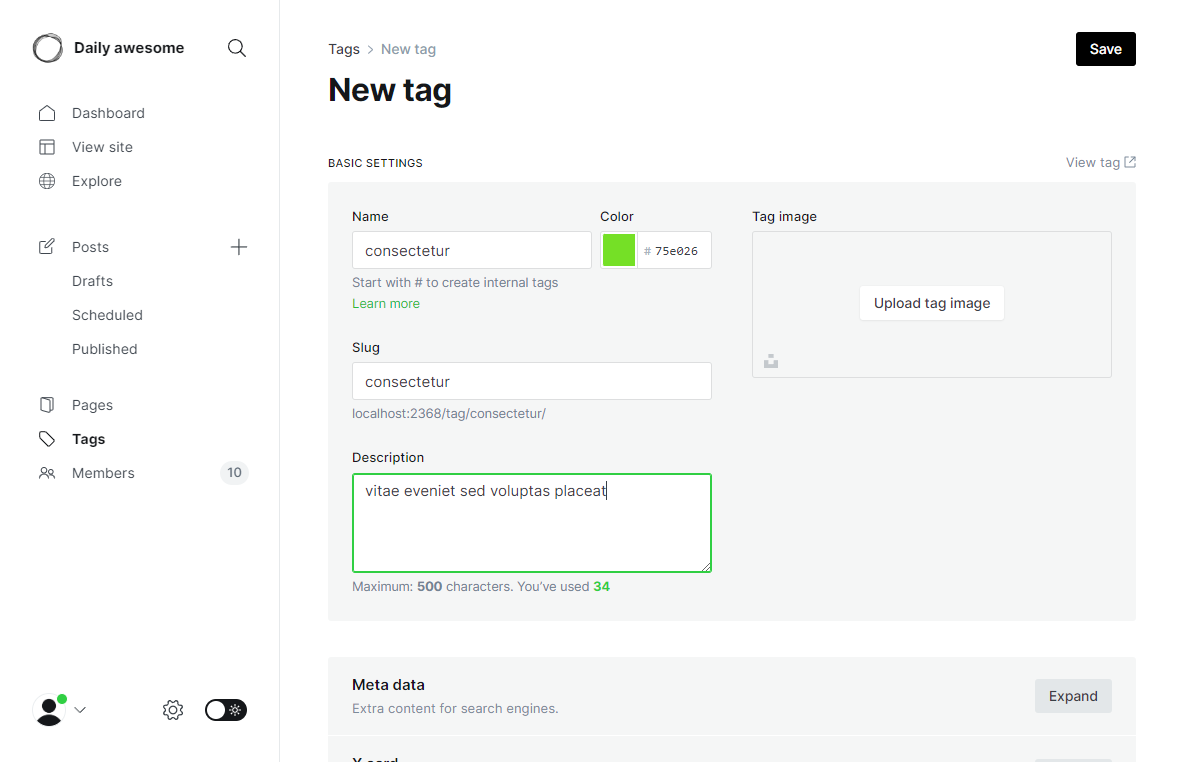 Daily awesome
Dashboard
View site
Explore
Posts
Drafts
Scheduled
Published
Pages
Tags
Members 10
Tags > New tag
Save
New tag
BASIC SETTINGS
View tag
Name
consectetur
Start with # to create internal tags
Learn more
Color
# 75e026
Slug
consectetur
localhost:2368/tag/consectetur/
Description
vitae eveniet sed voluptas placeat
Maximum: 500 characters. You’ve used 34
Tag image
Upload tag image
Meta data
Extra content for search engines.
Expand
X card